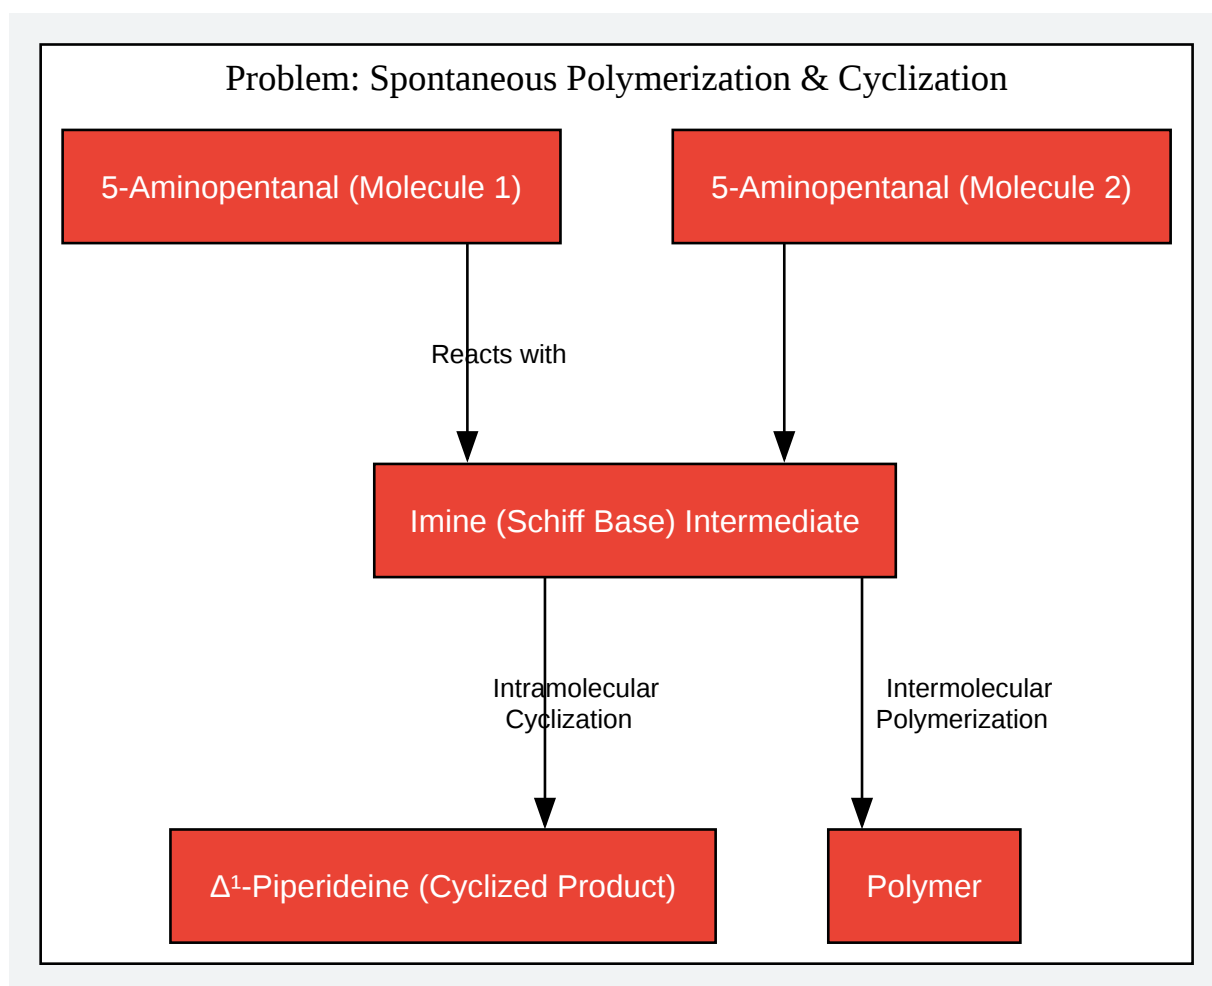 Problem: Spontaneous Polymerization & Cyclization
5-Aminopentanal (Molecule 1)
5-Aminopentanal (Molecule 2)
Reacts with
Imine (Schiff Base) Intermediate
Intramolecular
Cyclization
Intermolecular
Polymerization
Δ¹-Piperideine (Cyclized Product)
Polymer